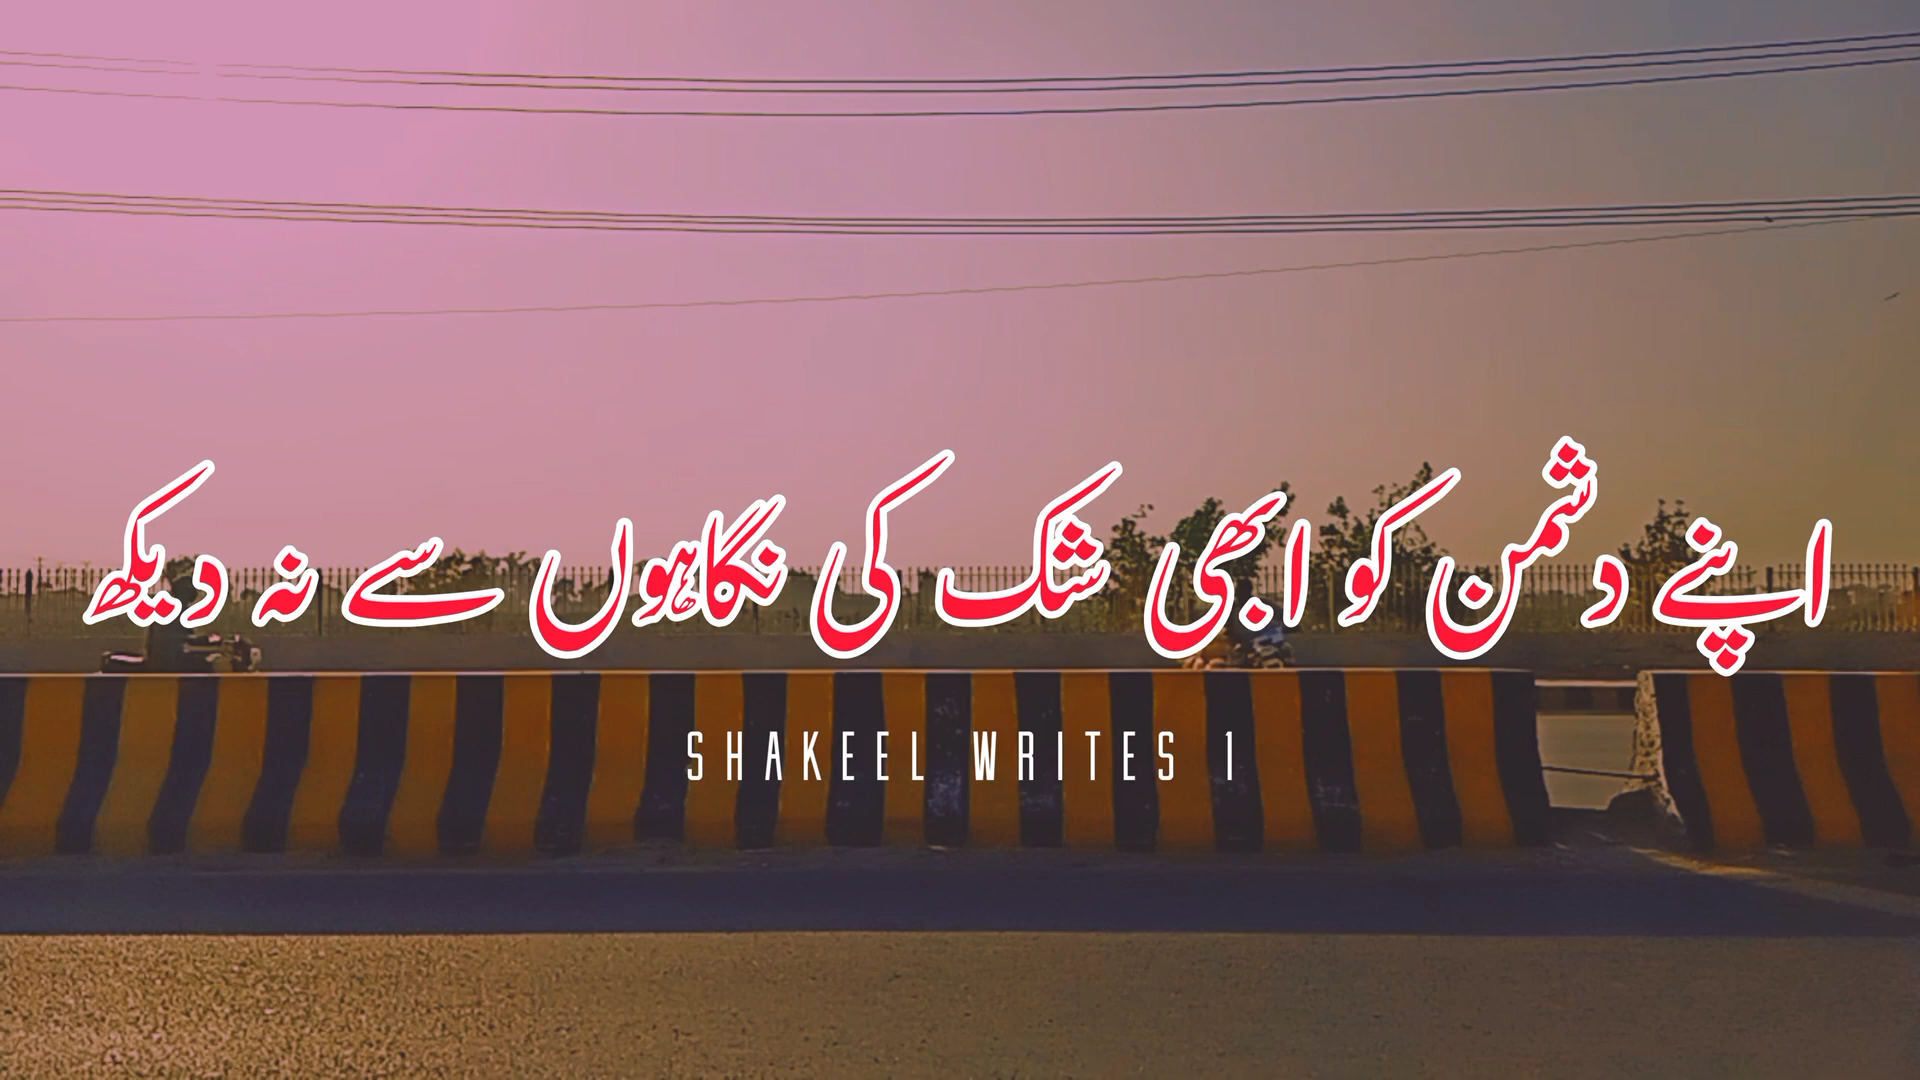 اپنے دشمن کو ابھی شک کی نگاہوں سے نہ دیکھ
SHAKEEL WRITES 1